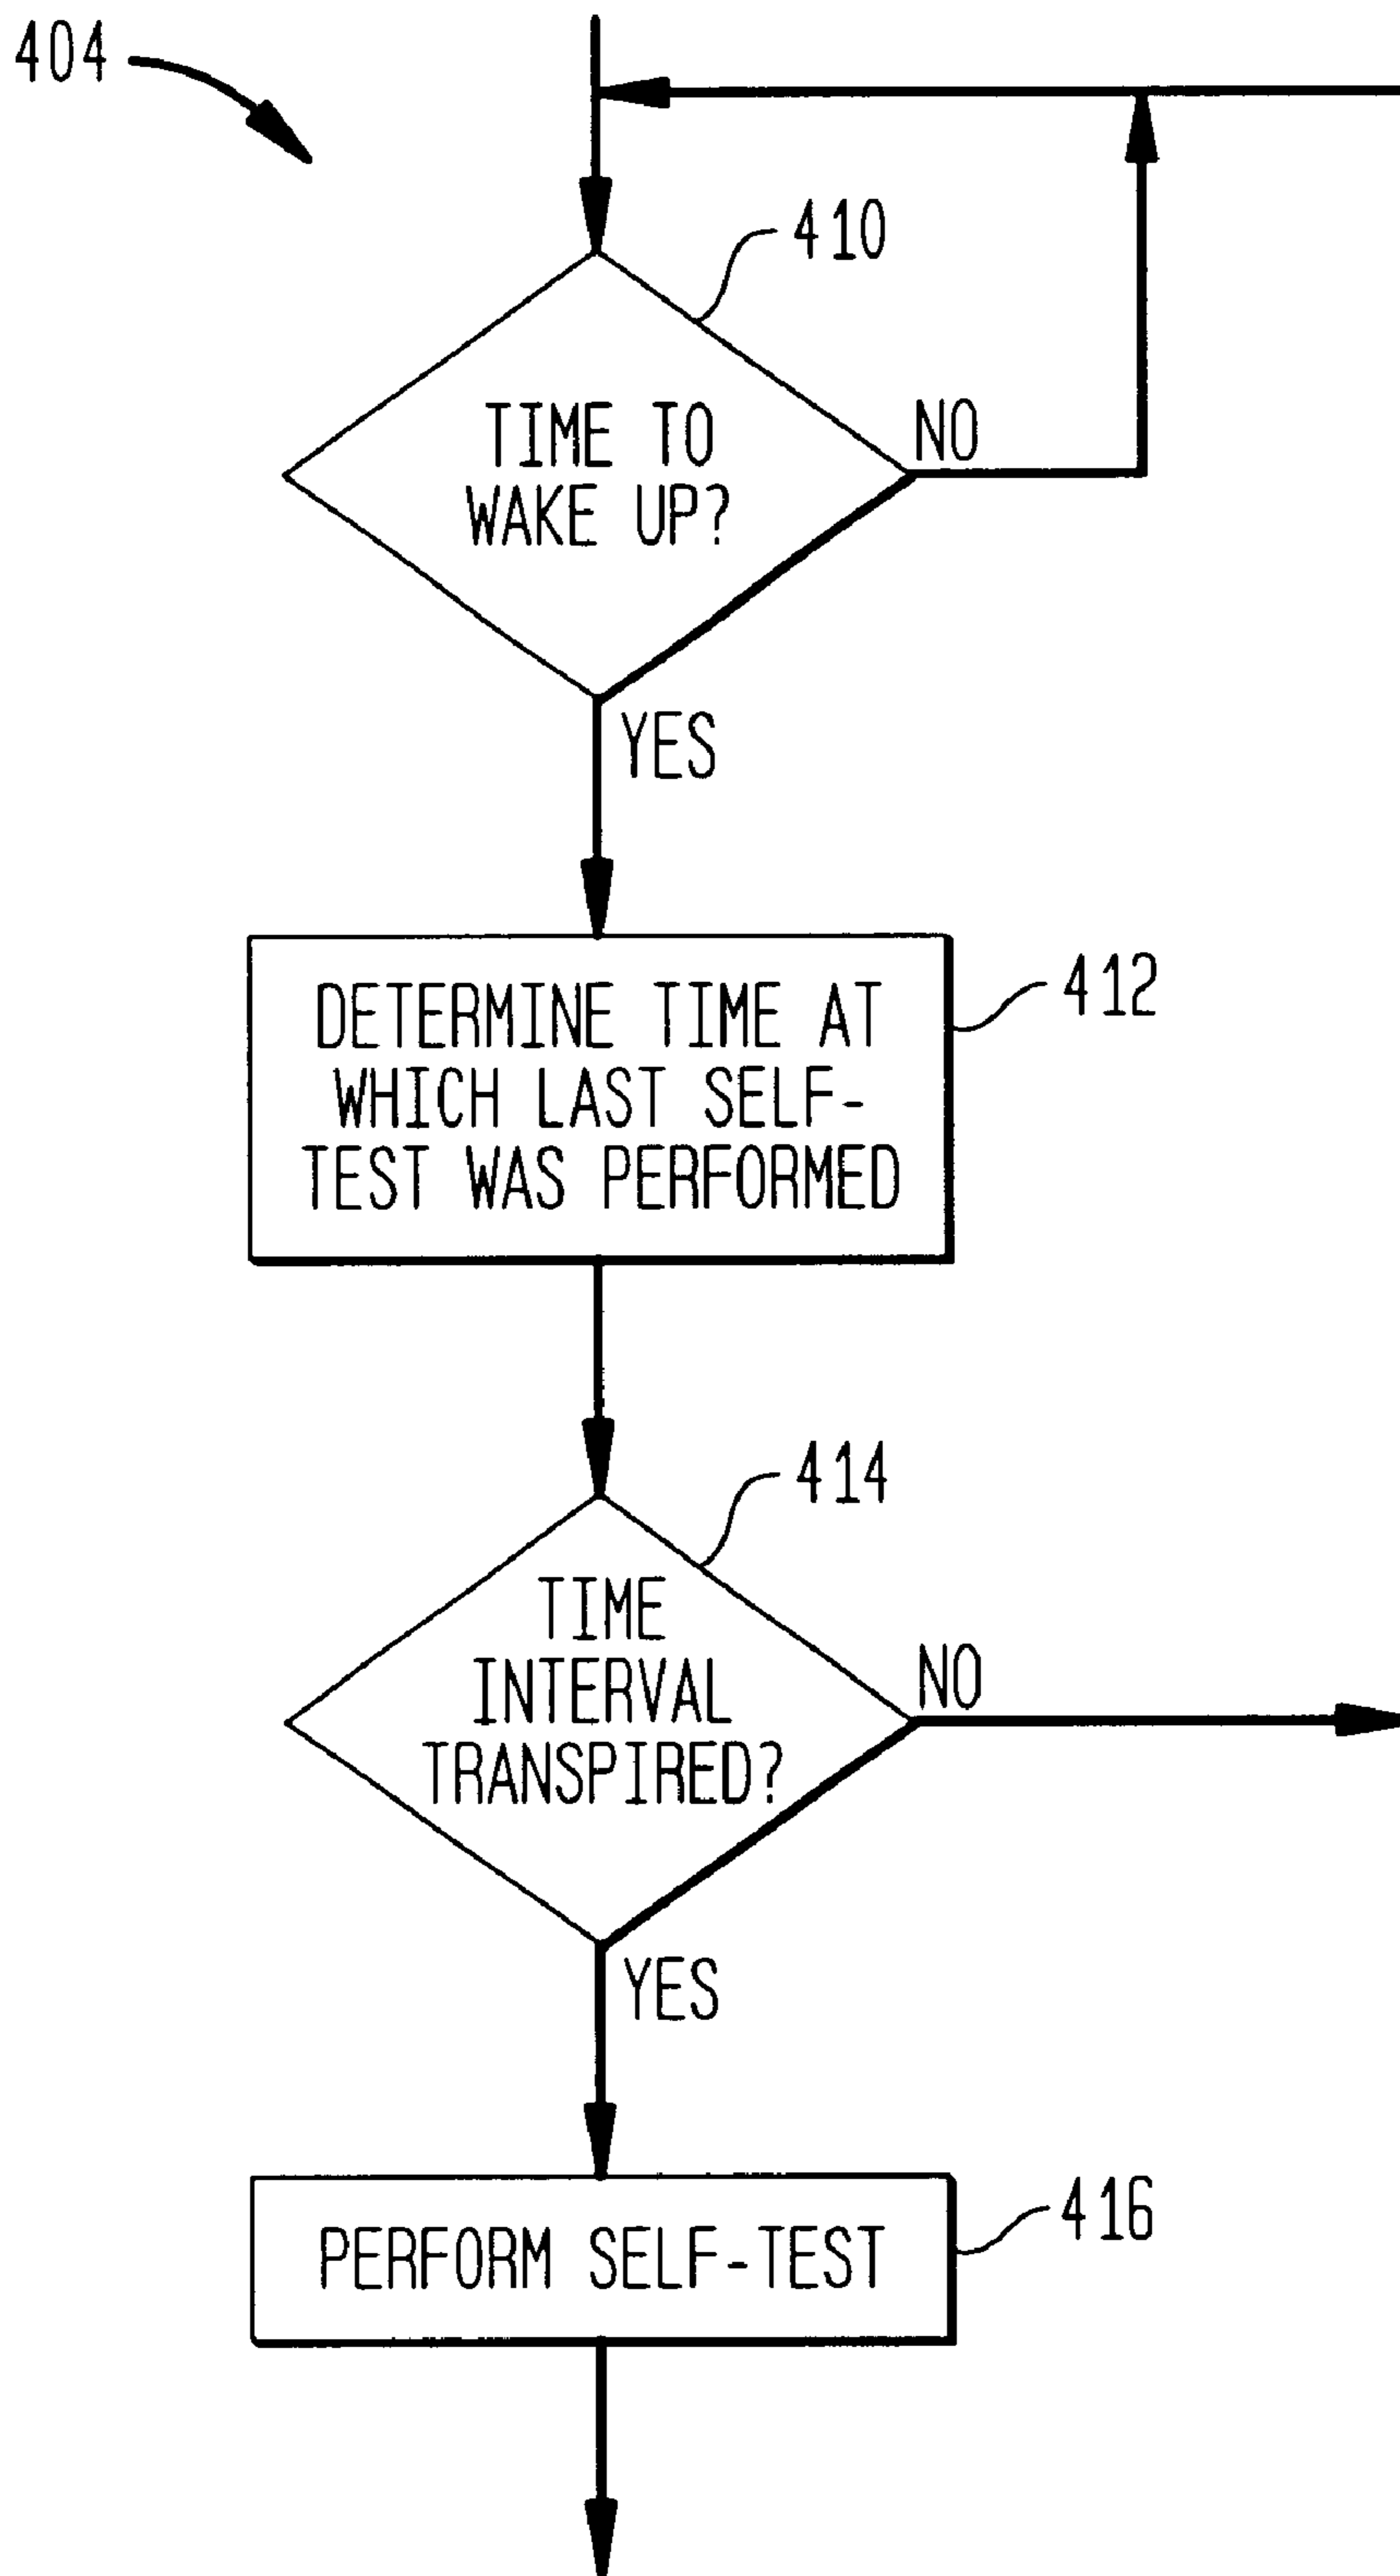 404
410
TIME TO
WAKE UP?
NO
YES
DETERMINE TIME AT
WHICH LAST SELF-
TEST WAS PERFORMED
412
414
TIME
INTERVAL
TRANSPIRED?
NO
YES
PERFORM SELF-TEST
416